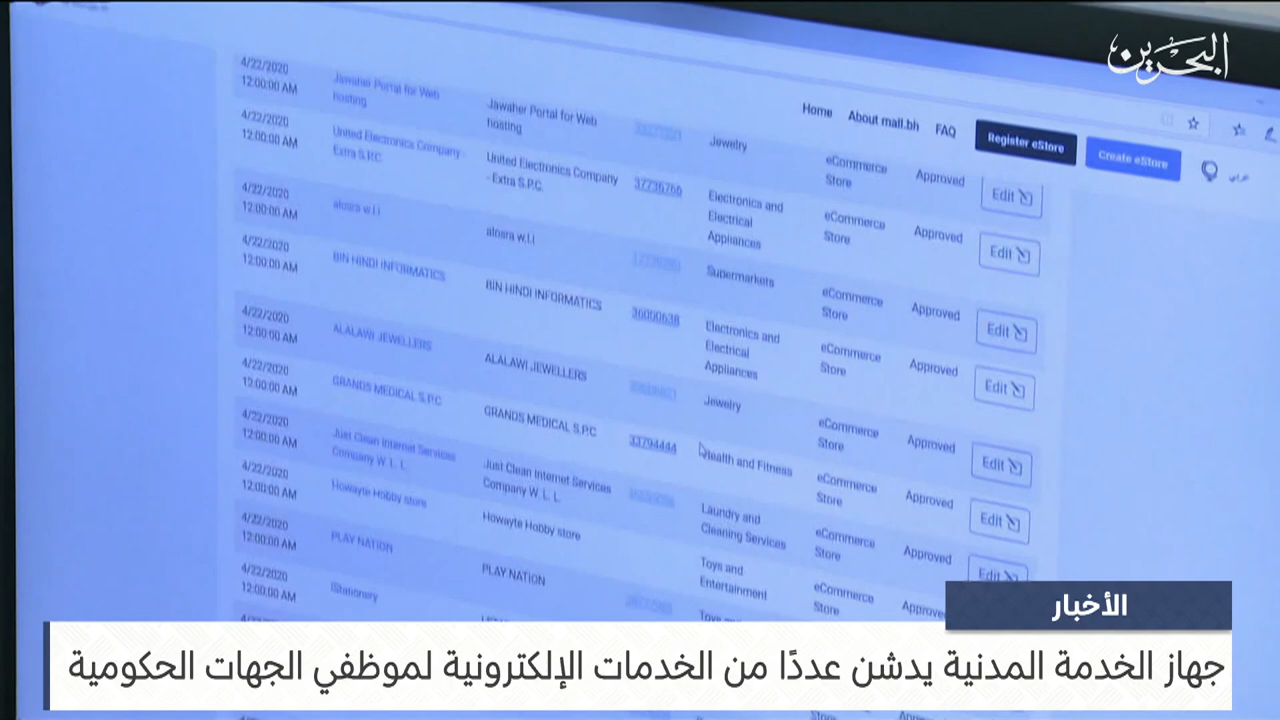 البحرين
Home About mall.bh FAQ Register eStore Create eStore عربي
4/22/2020
12:00:00 AM
Jawaher Portal for Web
hosting
Jawaher Portal for Web
hosting
Jewelry
eCommerce
Store
Approved
Edit
4/22/2020
12:00:00 AM
United Electronics Company -
Extra S.P.C.
United Electronics Company
- Extra S.P.C.
37736766
Electronics and
Electrical
Appliances
eCommerce
Store
Approved
Edit
4/22/2020
12:00:00 AM
alosra w.l.l
alosra w.l.l
Supermarkets
eCommerce
Store
Approved
Edit
4/22/2020
12:00:00 AM
BIN HINDI INFORMATICS
BIN HINDI INFORMATICS
36000638
Electronics and
Electrical
Appliances
eCommerce
Store
Approved
Edit
4/22/2020
12:00:00 AM
ALALAWI JEWELLERS
ALALAWI JEWELLERS
Jewelry
eCommerce
Store
Approved
Edit
4/22/2020
12:00:00 AM
GRANDS MEDICAL S.P.C
GRANDS MEDICAL S.P.C
33794444
Health and Fitness
eCommerce
Store
Approved
Edit
4/22/2020
12:00:00 AM
Just Clean Internet Services
Company W. L. L.
Just Clean Internet Services
Company W. L. L.
Laundry and
Cleaning Services
eCommerce
Store
Approved
Edit
4/22/2020
12:00:00 AM
Howayte Hobby store
Howayte Hobby store
Toys and
Entertainment
eCommerce
Store
4/22/2020
12:00:00 AM
PLAY NATION
PLAY NATION
4/22/2020
12:00:00 AM
الأخبار
جهاز الخدمة المدنية يدشن عددًا من الخدمات الإلكترونية لموظفي الجهات الحكومية